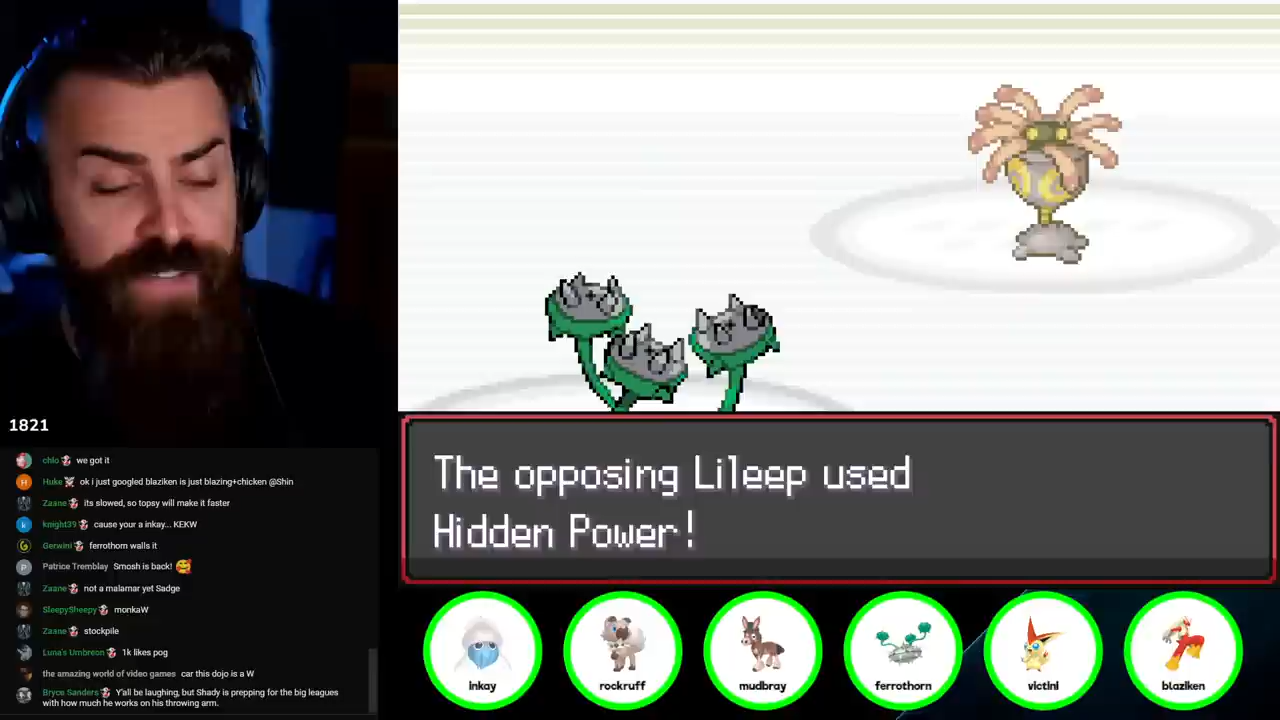 The opposing Lileep used
Hidden Power!
1821
chlo we got it
Huke ok i just googled blaziken is just blazing+chicken @Shin
Zaane its slowed, so topsy will make it faster
knight39 cause your a inkay... KEKW
Gerwini ferrothorn walls it
Patrice Tremblay Smosh is back!
Zaane not a malamar yet Sadge
SleepySheepy monkaW
Zaane stockpile
Luna's Umbreon 1k likes pog
the amazing world of video games car this dojo is a W
Bryce Sanders Y'all be laughing, but Shady is prepping for the big leagues
with how much he works on his throwing arm.
inkay
rockruff
mudbray
ferrothorn
victini
blaziken